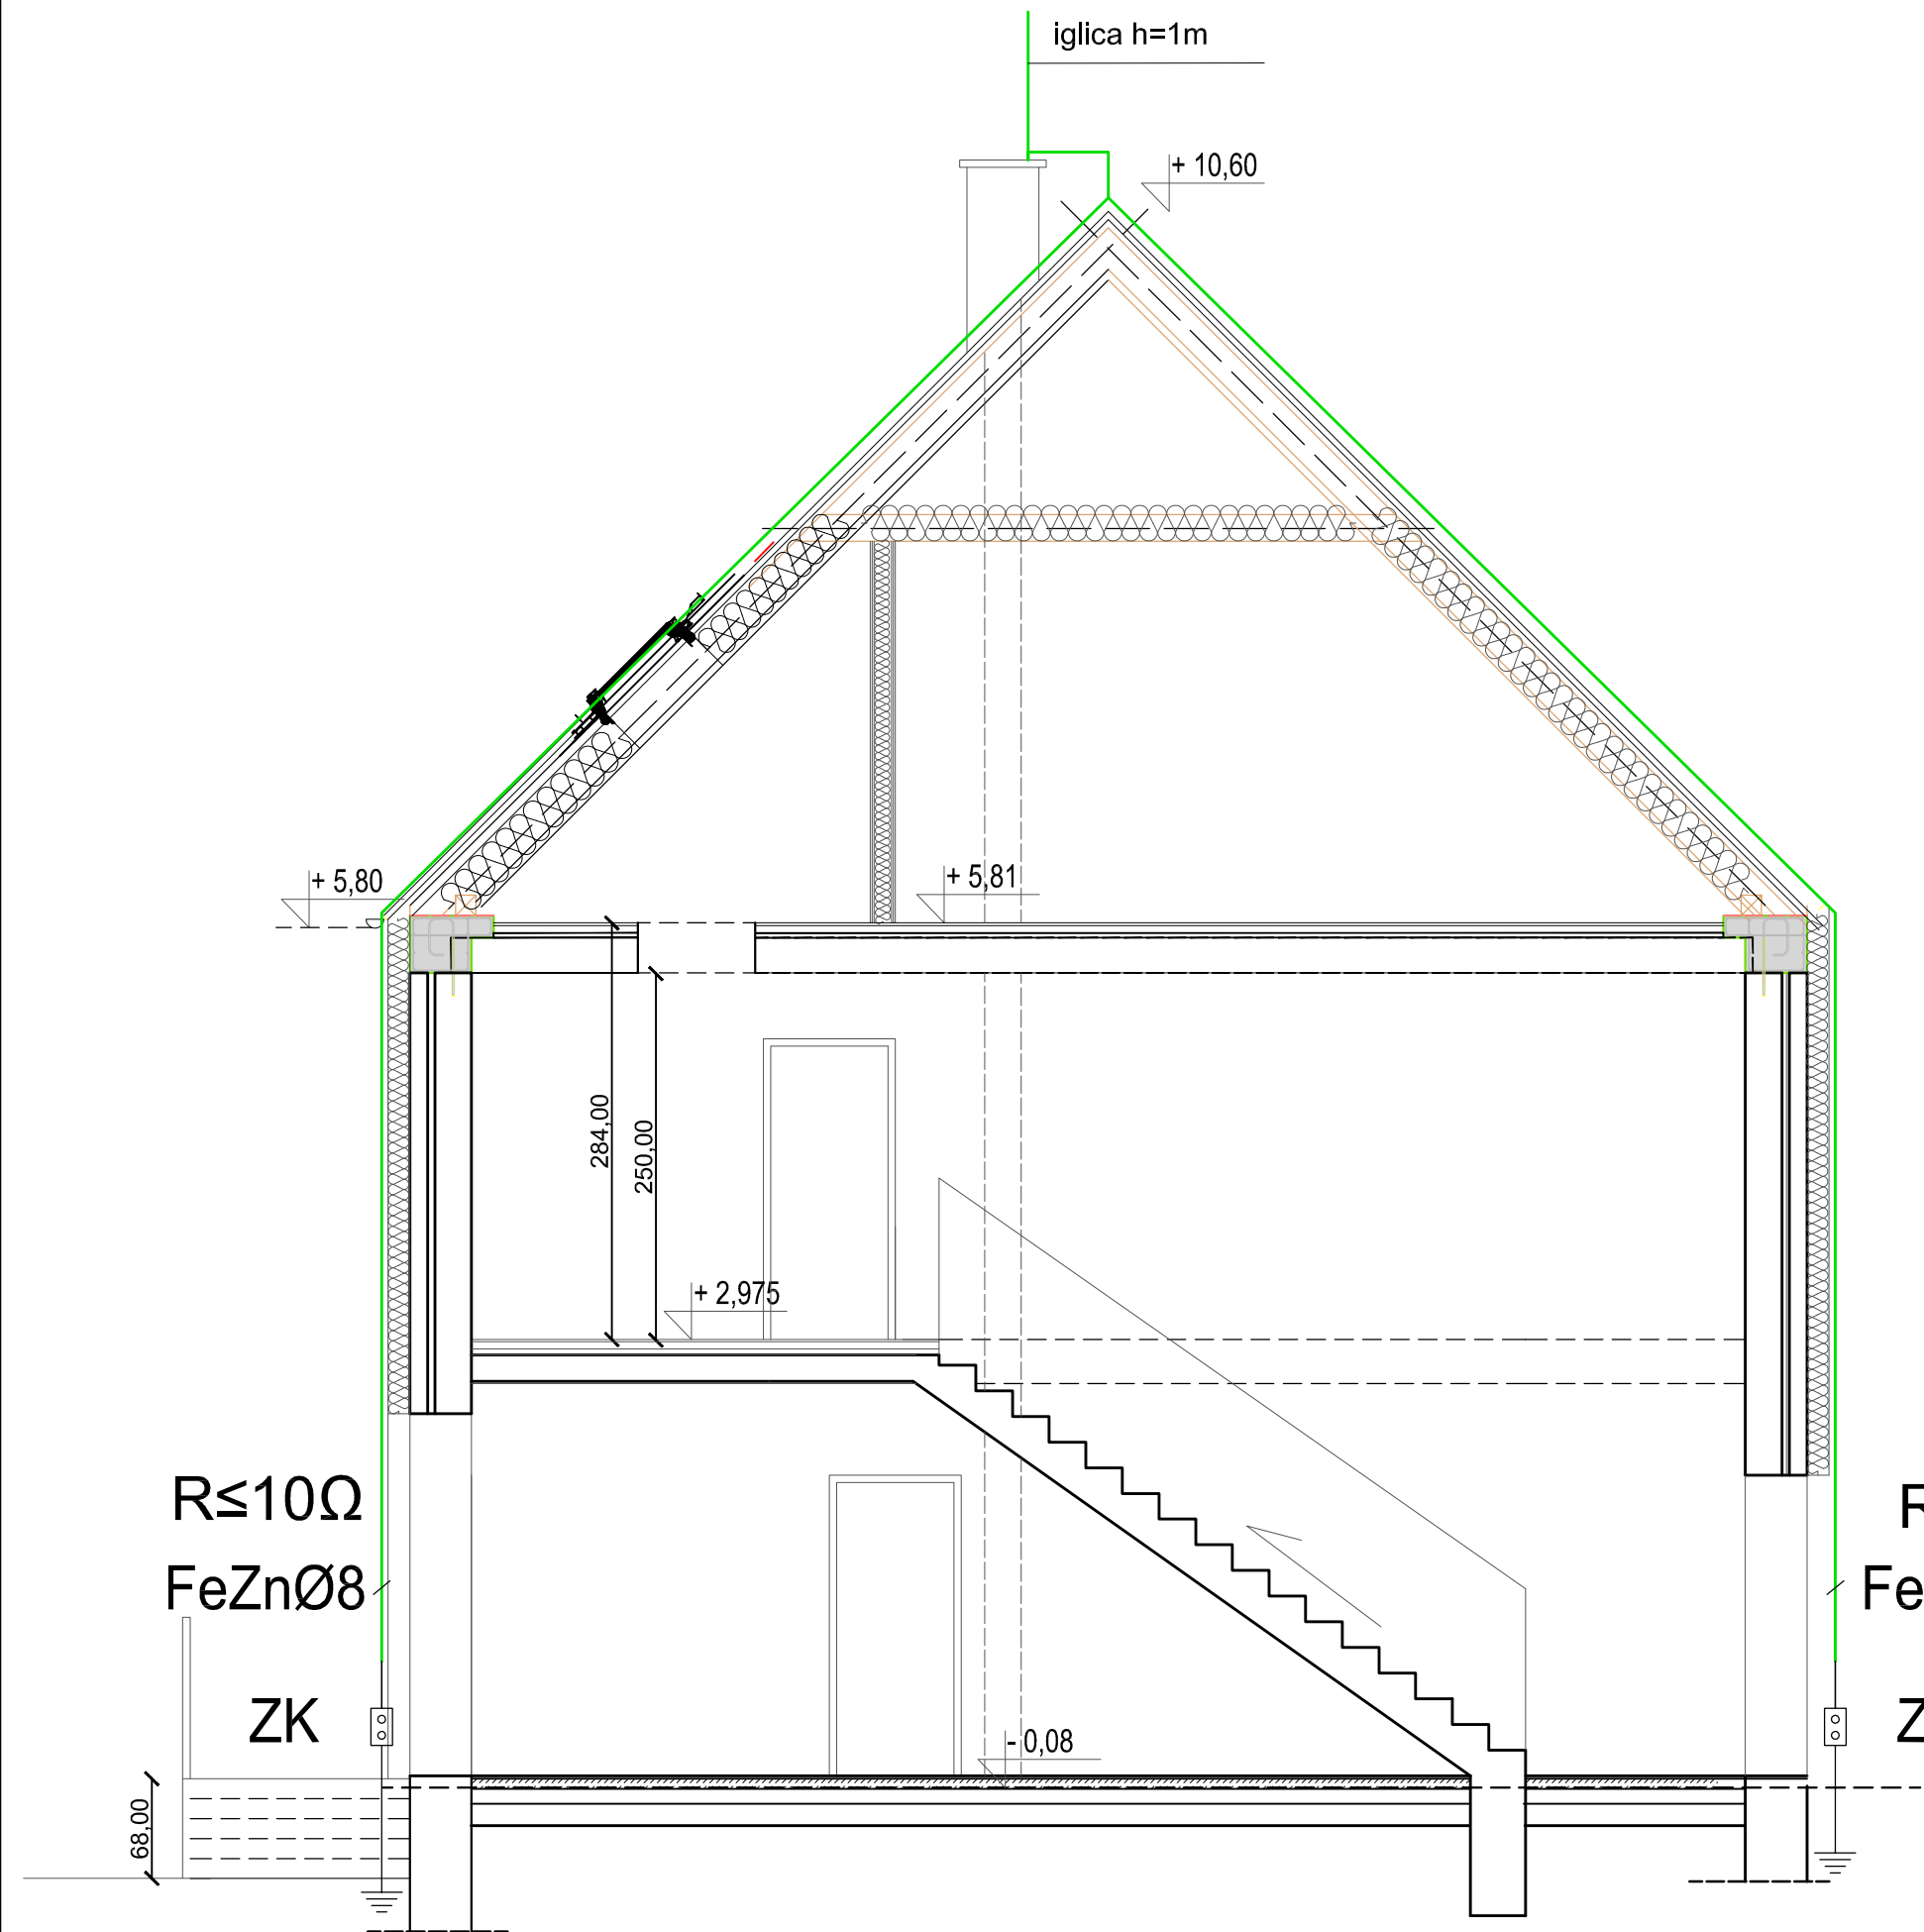 iglica h=1m
+ 10,60
+ 5,80
+ 5,81
284,00
250,00
+ 2,975
R≤10Ω
R
FeZnØ8
Fe
ZK
Z
- 0,08
68,00